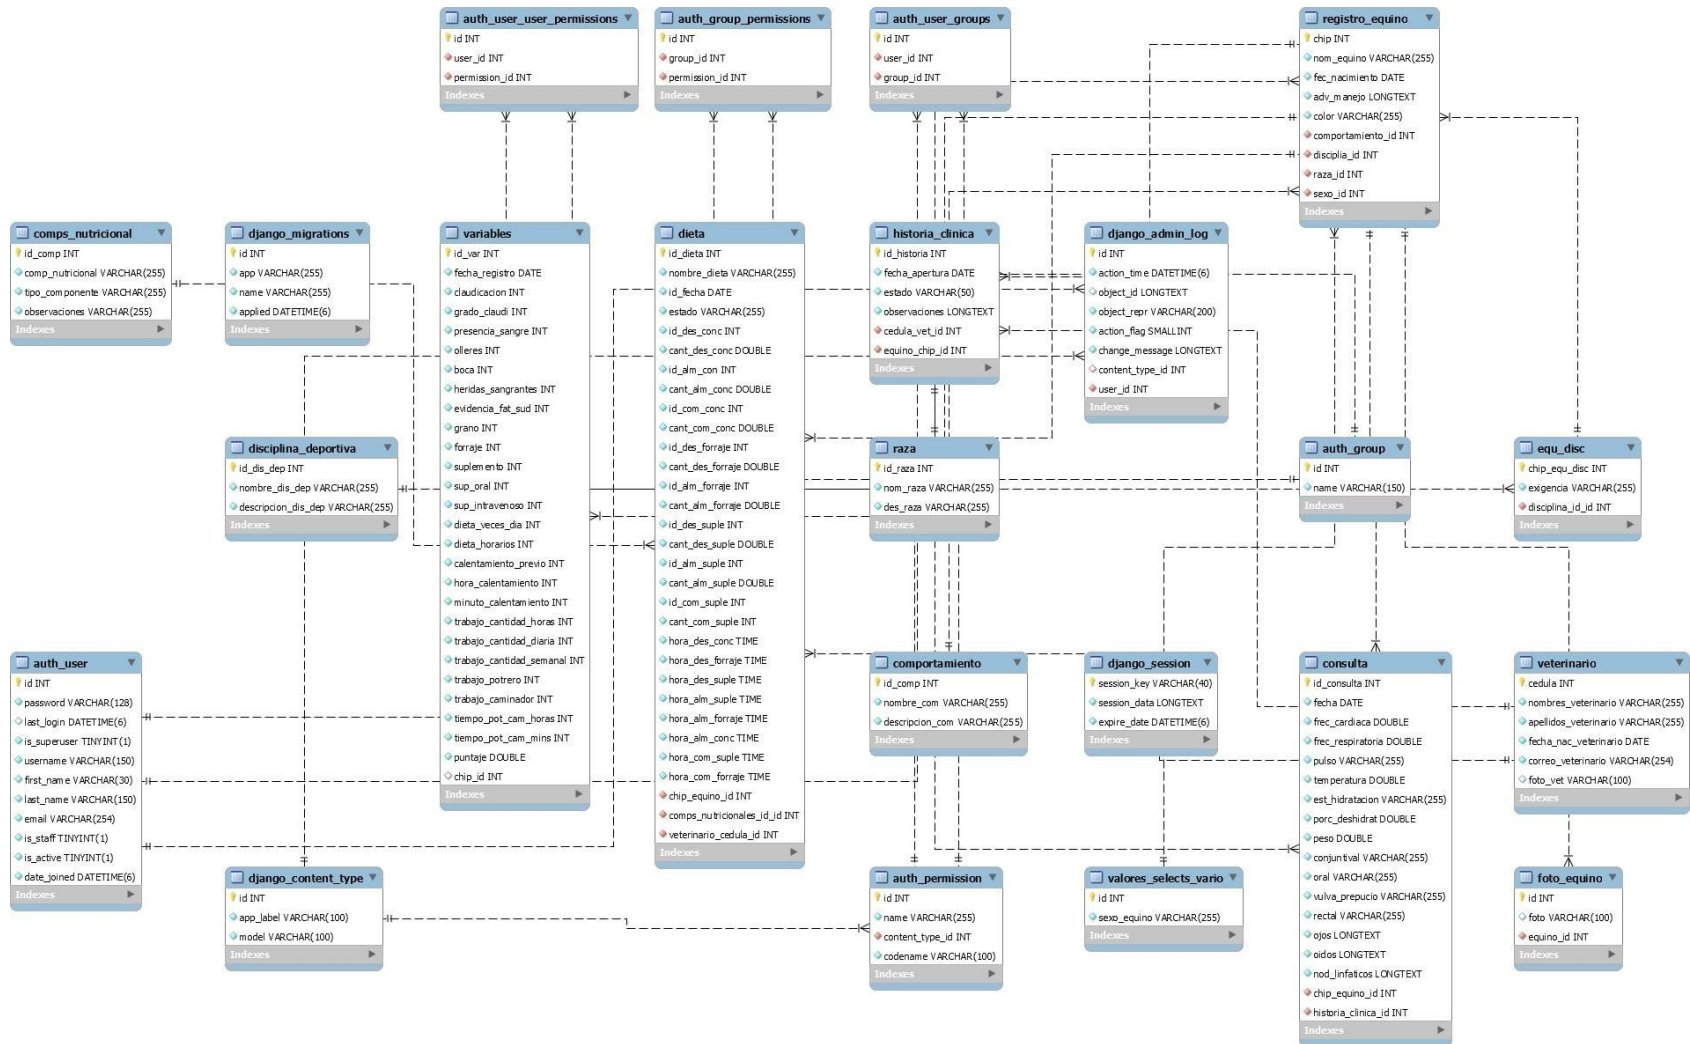 auth_user_user_permissions
id INT
user_id INT
permission_id INT
Indexes
auth_group_permissions
id INT
group_id INT
permission_id INT
Indexes
auth_user_groups
id INT
user_id INT
group_id INT
Indexes
registro_equino
chip INT
nom_equino VARCHAR(255)
fec_nacimiento DATE
adv_manejo LONGTEXT
color VARCHAR(255)
comportamiento_id INT
disciplia_id INT
raza_id INT
sexo_id INT
Indexes
comps_nutricional
id_comp INT
comp_nutricional VARCHAR(255)
tipo_componente VARCHAR(255)
observaciones VARCHAR(255)
Indexes
django_migrations
id INT
app VARCHAR(255)
name VARCHAR(255)
applied DATETIME(6)
Indexes
variables
id_var INT
fecha_registro DATE
claudicacion INT
grado_claudi INT
presencia_sangre INT
olleres INT
boca INT
heridas_sangrantes INT
evidencia_fat_sud INT
grano INT
forraje INT
suplemento INT
sup_oral INT
sup_intravenoso INT
dieta_veces_dia INT
dieta_horarios INT
calentamiento_previo INT
hora_calentamiento INT
minuto_calentamiento INT
trabajo_cantidad_horas INT
trabajo_cantidad_diaria INT
trabajo_cantidad_semanal INT
trabajo_potrero INT
trabajo_caminador INT
tiempo_pot_cam_horas INT
tiempo_pot_cam_mins INT
puntaje DOUBLE
chip_id INT
Indexes
dieta
id_dieta INT
nombre_dieta VARCHAR(255)
id_fecha DATE
estado VARCHAR(255)
id_des_conc INT
cant_des_conc DOUBLE
id_alm_con INT
cant_alm_conc DOUBLE
id_com_conc INT
cant_com_conc DOUBLE
id_des_forraje INT
cant_des_forraje DOUBLE
id_alm_forraje INT
cant_alm_forraje DOUBLE
id_des_suple INT
cant_des_suple DOUBLE
id_alm_suple INT
cant_alm_suple DOUBLE
id_com_suple INT
cant_com_suple INT
hora_des_conc TIME
hora_des_forraje TIME
hora_des_suple TIME
hora_alm_suple TIME
hora_alm_forraje TIME
hora_alm_conc TIME
hora_com_suple TIME
hora_com_forraje TIME
chip_equino_id INT
comps_nutricionales_id_id INT
veterinario_cedula_id INT
Indexes
historia_clinica
id_historia INT
fecha_apertura DATE
estado VARCHAR(50)
observaciones LONGTEXT
cedula_vet_id INT
equino_chip_id INT
Indexes
django_admin_log
id INT
action_time DATETIME(6)
object_id LONGTEXT
object_repr VARCHAR(200)
action_flag SMALLINT
change_message LONGTEXT
content_type_id INT
user_id INT
Indexes
disciplina_deportiva
id_dis_dep INT
nombre_dis_dep VARCHAR(255)
descripcion_dis_dep VARCHAR(255)
Indexes
raza
id_raza INT
nom_raza VARCHAR(255)
des_raza VARCHAR(255)
Indexes
auth_group
id INT
name VARCHAR(150)
Indexes
equ_disc
chip_equ_disc INT
exigencia VARCHAR(255)
disciplina_id_id INT
Indexes
auth_user
id INT
password VARCHAR(128)
last_login DATETIME(6)
is_superuser TINYINT(1)
username VARCHAR(150)
first_name VARCHAR(30)
last_name VARCHAR(150)
email VARCHAR(254)
is_staff TINYINT(1)
is_active TINYINT(1)
date_joined DATETIME(6)
Indexes
comportamiento
id_comp INT
nombre_com VARCHAR(255)
descripcion_com VARCHAR(255)
Indexes
django_session
session_key VARCHAR(40)
session_data LONGTEXT
expire_date DATETIME(6)
Indexes
consulta
id_consulta INT
fecha DATE
frec_cardiaca DOUBLE
frec_respiratoria DOUBLE
pulso VARCHAR(255)
temperatura DOUBLE
est_hidratacion VARCHAR(255)
porc_deshidrat DOUBLE
peso DOUBLE
conjuntival VARCHAR(255)
oral VARCHAR(255)
vulva_prepucio VARCHAR(255)
rectal VARCHAR(255)
ojos LONGTEXT
oidos LONGTEXT
nod_linfaticos LONGTEXT
chip_equino_id INT
historia_clinica_id INT
Indexes
veterinario
cedula INT
nombres_veterinario VARCHAR(255)
apellidos_veterinario VARCHAR(255)
fecha_nac_veterinario DATE
correo_veterinario VARCHAR(254)
foto_vet VARCHAR(100)
Indexes
django_content_type
id INT
app_label VARCHAR(100)
model VARCHAR(100)
Indexes
auth_permission
id INT
name VARCHAR(255)
content_type_id INT
codename VARCHAR(100)
Indexes
valores_selects_vario
id INT
sexo_equino VARCHAR(255)
Indexes
foto_equino
id INT
foto VARCHAR(100)
equino_id INT
Indexes